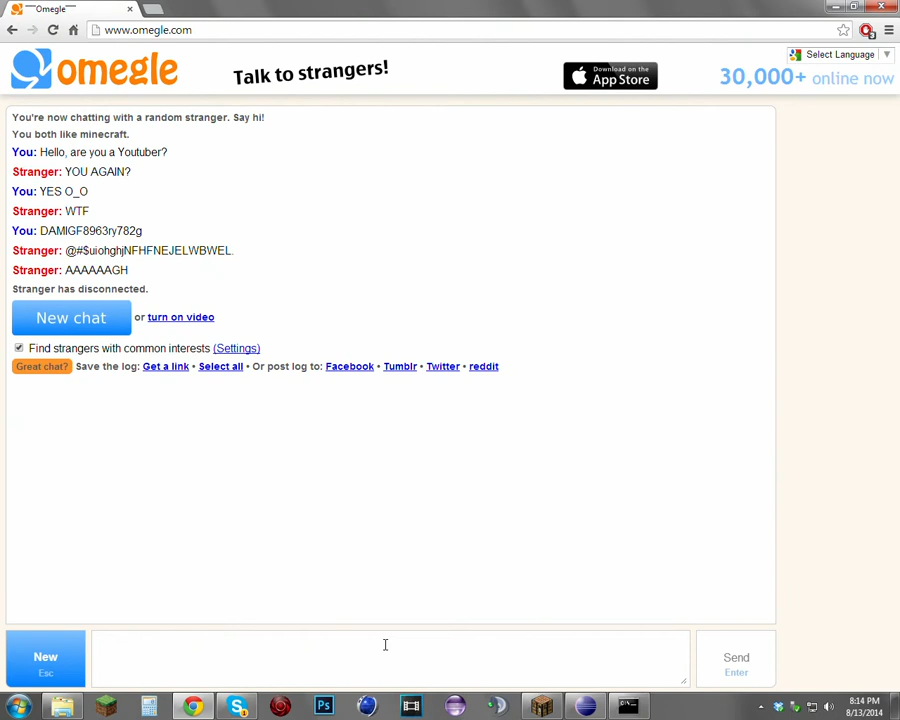 ~~Omegle~~
www.omegle.com
3
omegle
Talk to strangers!
Download on the
App Store
Select Language
30,000+ online now
You're now chatting with a random stranger. Say hi!
You both like minecraft.
You: Hello, are you a Youtuber?
Stranger: YOU AGAIN?
You: YES O_O
Stranger: WTF
You: DAMIGF8963ry782g
Stranger: @#$uiohghjNFHFNEJELWBWEL.
Stranger: AAAAAAGH
Stranger has disconnected.
New chat or turn on video
Find strangers with common interests (Settings)
Great chat? Save the log: Get a link • Select all • Or post log to: Facebook • Tumblr • Twitter • reddit
New
Esc
Send
Enter
Ps
8:14 PM
8/13/2014